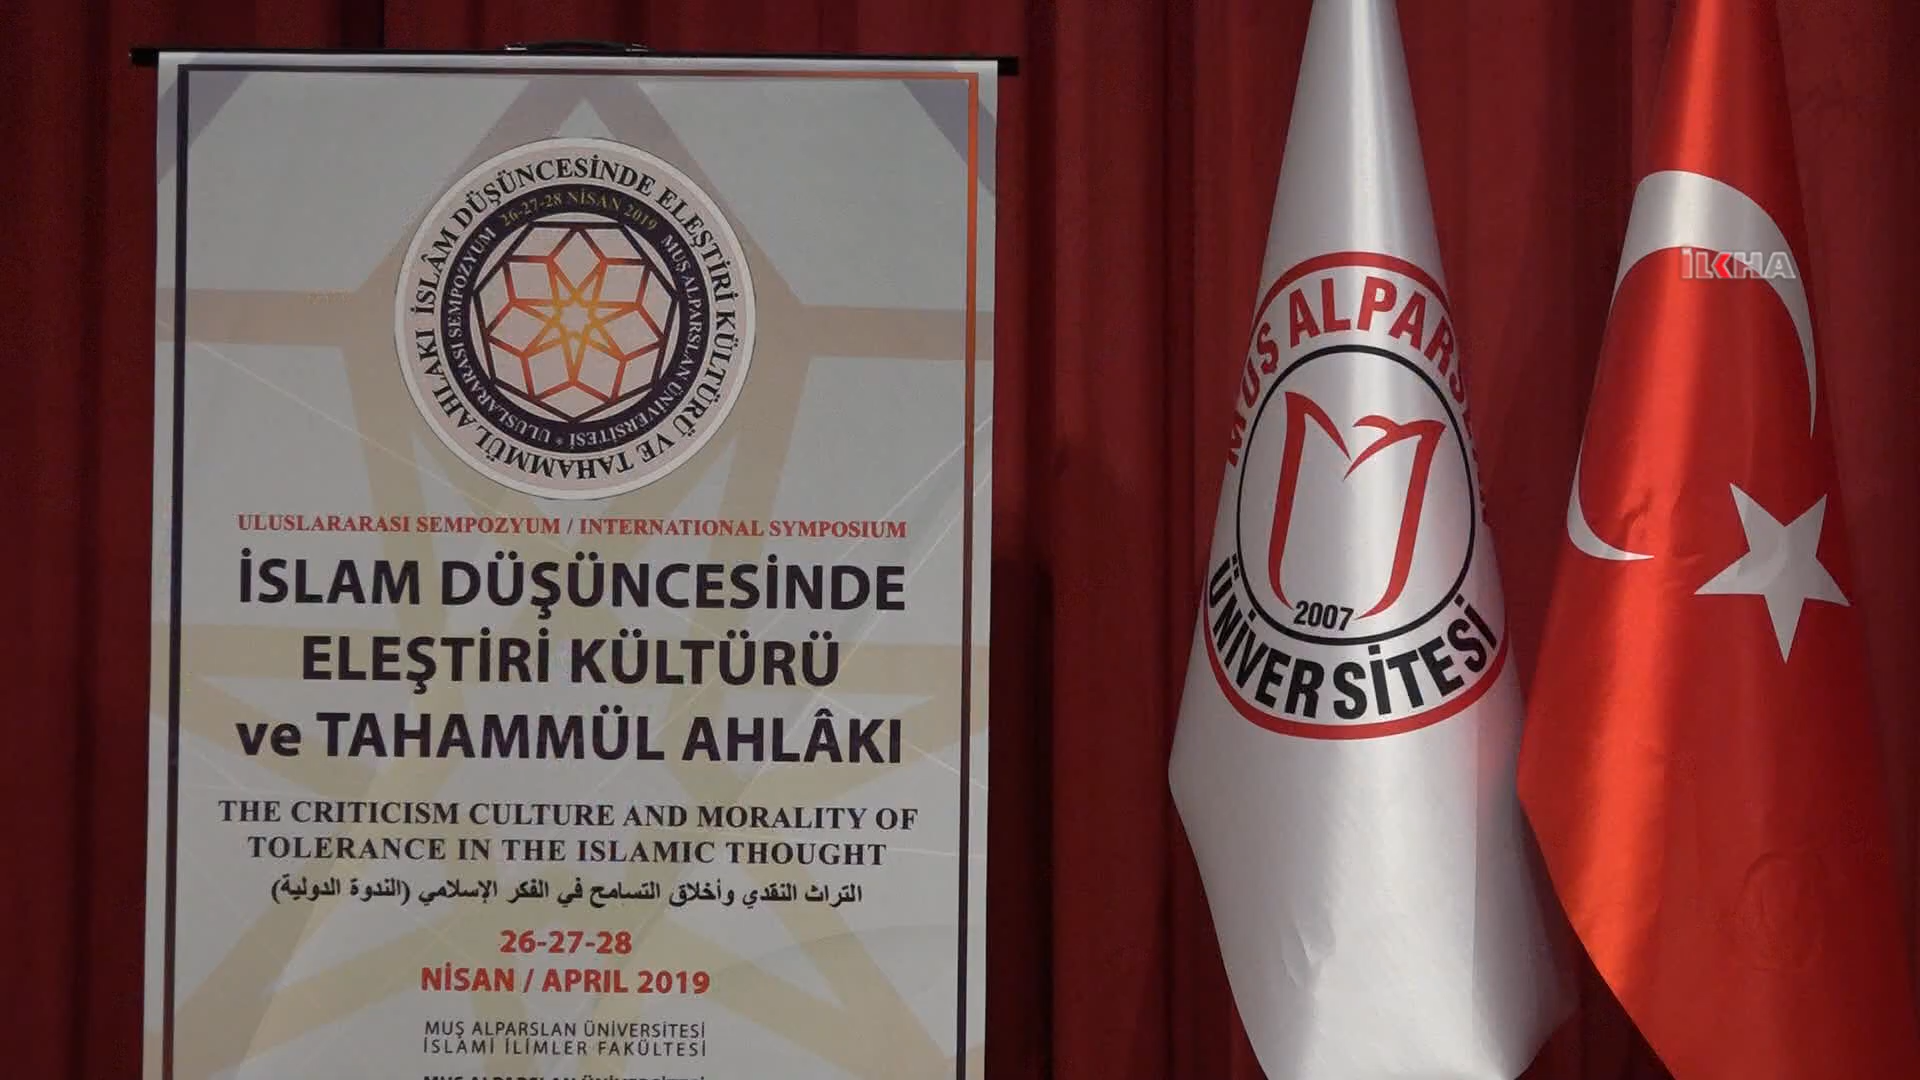 İSLÂM DÜŞÜNCESİNDE ELEŞTİRİ KÜLTÜRÜ VE TAHAMMÜL AHLAKI
26-27-28 NİSAN 2019 MUŞ ALPARSLAN ÜNİVERSİTESİ * ULUSLARARASI SEMPOZYUM
ULUSLARARASI SEMPOZYUM / INTERNATIONAL SYMPOSIUM
İSLAM DÜŞÜNCESİNDE
ELEŞTİRİ KÜLTÜRÜ
ve TAHAMMÜL AHLÂKI
THE CRITICISM CULTURE AND MORALITY OF
TOLERANCE IN THE ISLAMIC THOUGHT
التراث النقدي وأخلاق التسامح في الفكر الإسلامي (الندوة الدولية)
26-27-28
NİSAN / APRIL 2019
MUŞ ALPARSLAN ÜNİVERSİTESİ
İSLAMİ İLİMLER FAKÜLTESİ
MUŞ ALPARS
2007
ÜNİVERSİTESİ
İLKHA